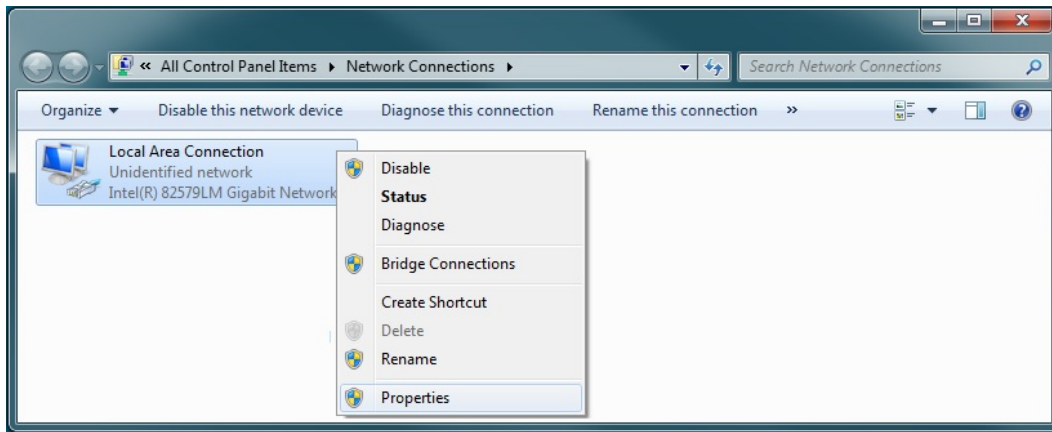 « All Control Panel Items ▸ Network Connections ▸
Search Network Connections
Organize ▾ Disable this network device Diagnose this connection Rename this connection »
Local Area Connection
Unidentified network
Intel(R) 82579LM Gigabit Network
Disable
Status
Diagnose
Bridge Connections
Create Shortcut
Delete
Rename
Properties